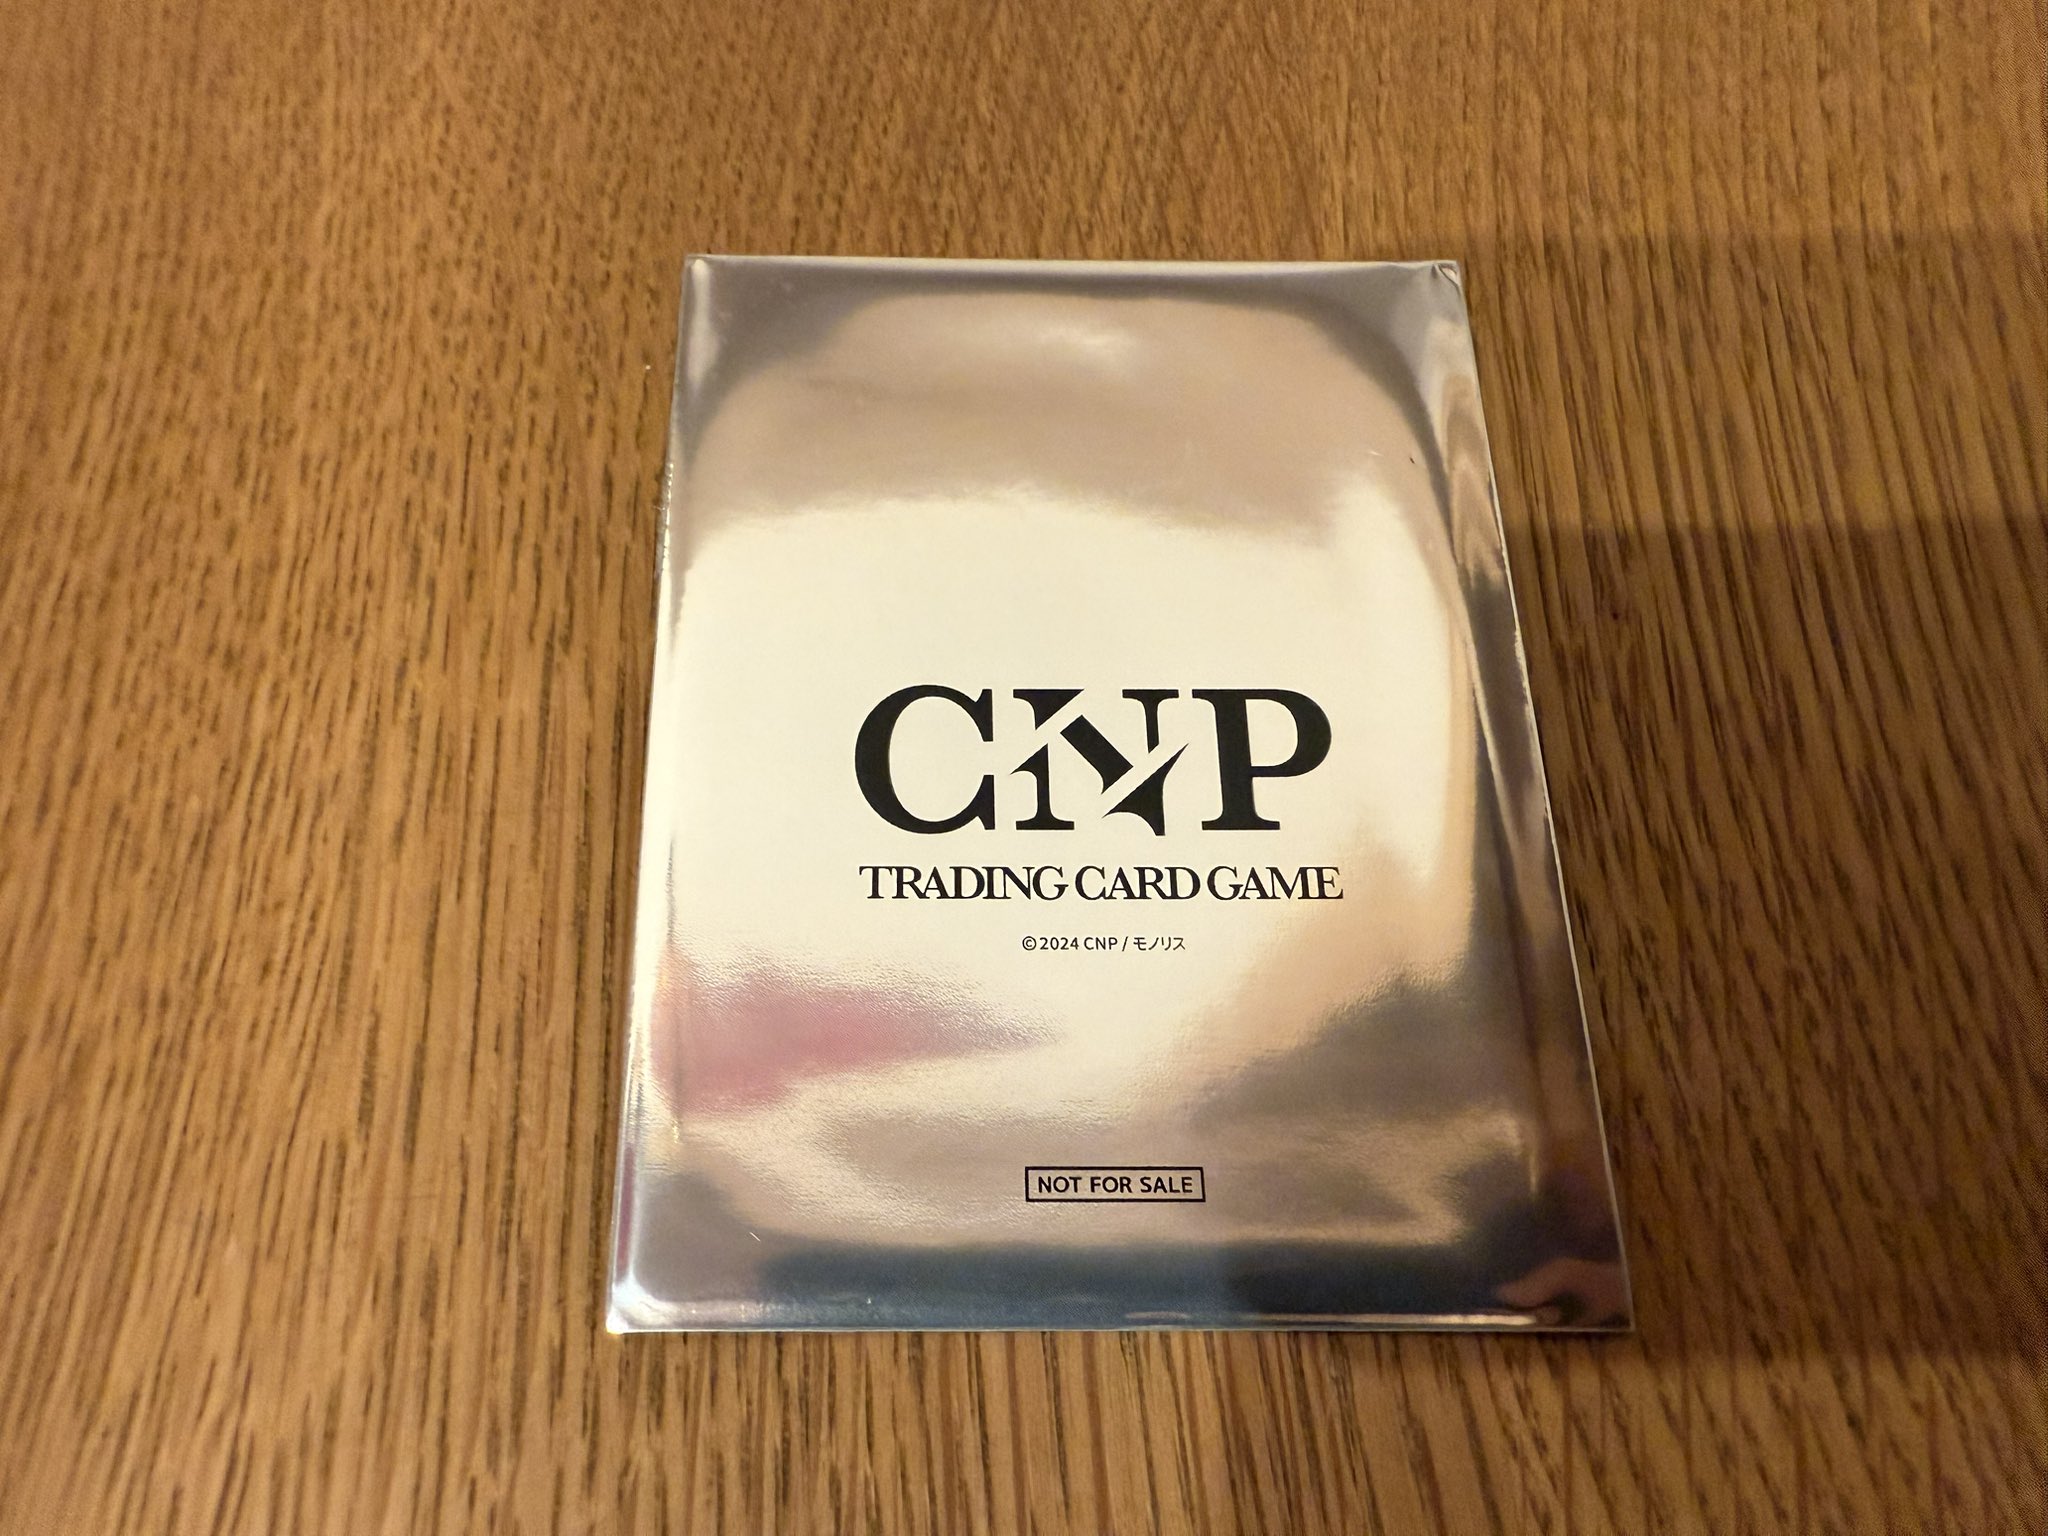 CNP
TRADING CARD GAME
©2024 CNP / モノリス
NOT FOR SALE